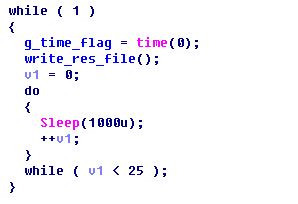 while ( 1 )
{
  g_time_flag = time(0);
  write_res_file();
  v1 = 0;
  do
  {
    Sleep(1000u);
    ++v1;
  }
  while ( v1 < 25 );
}